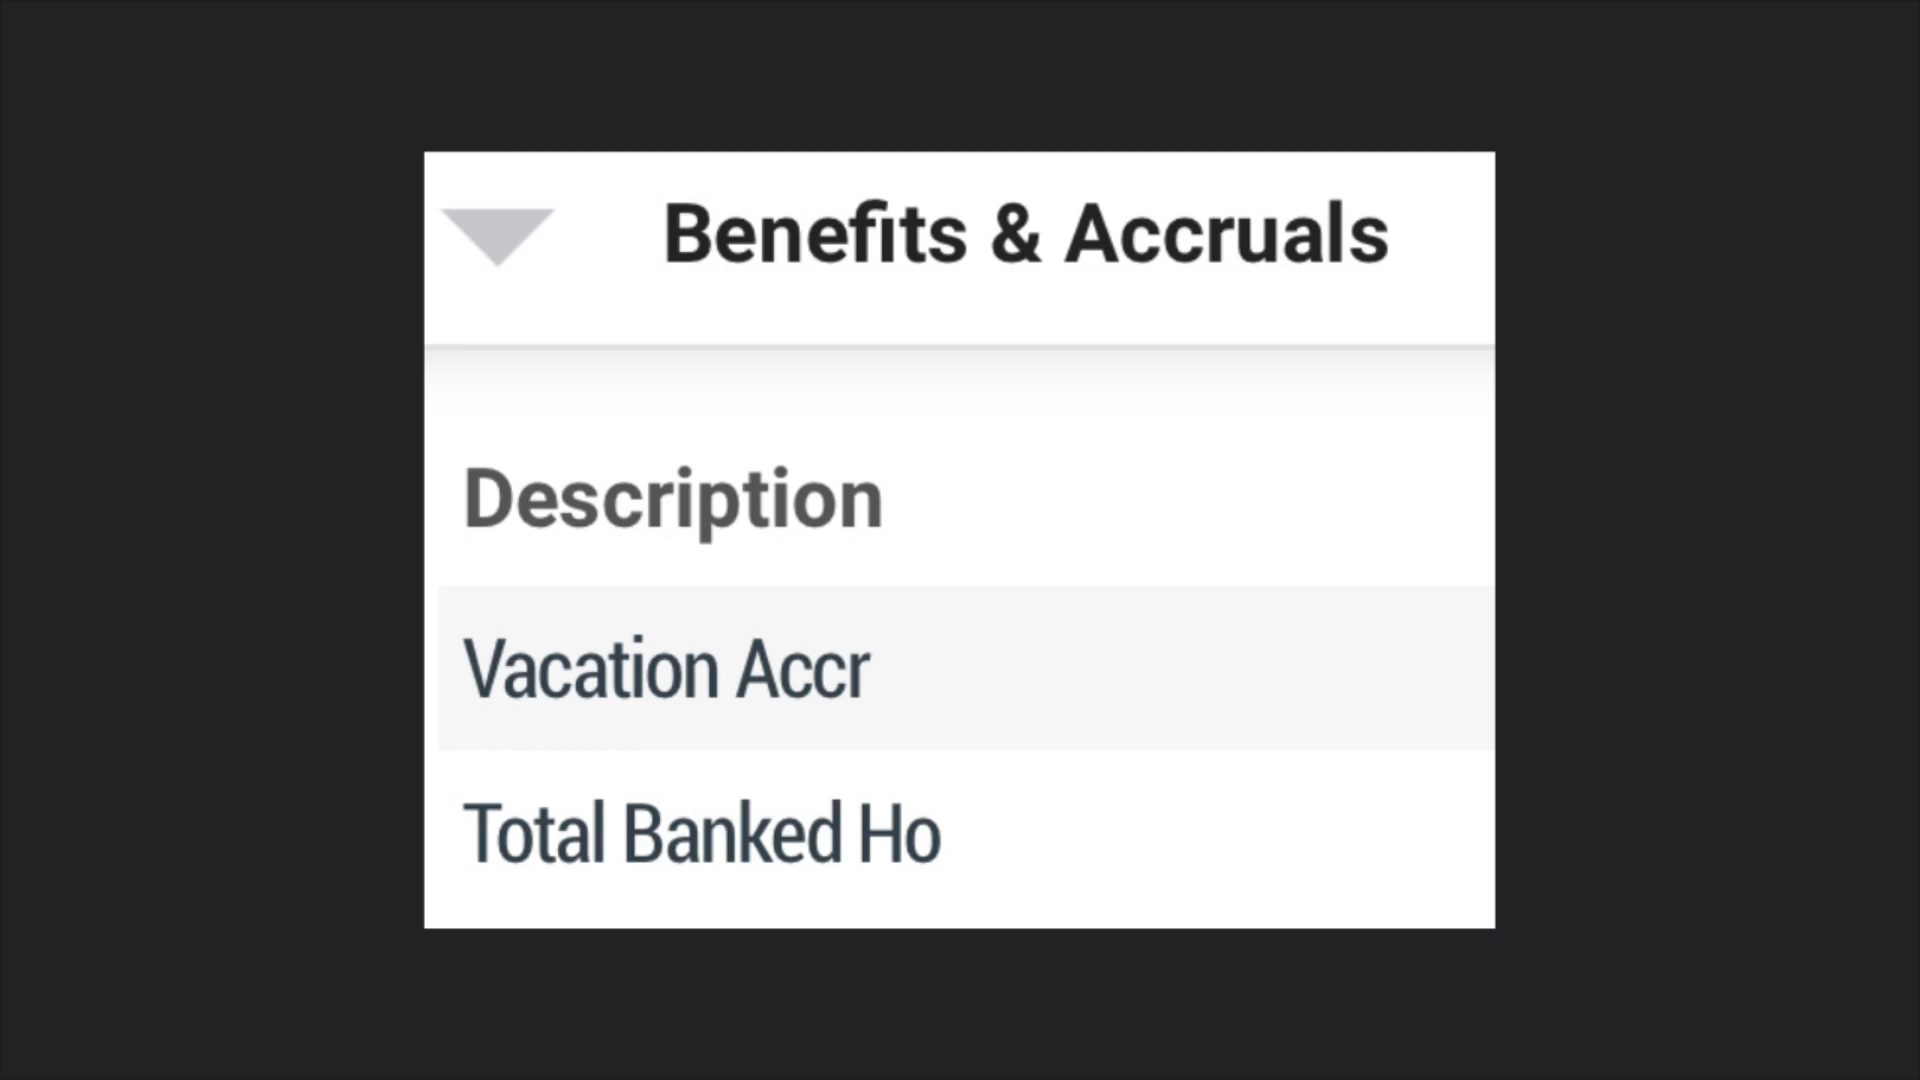 Benefits & Accruals
Description
Vacation Accr
Total Banked Ho